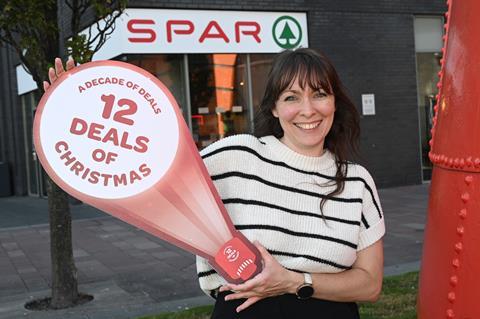 SPAR
A DECADE OF DEALS
12
DEALS
OF
CHRISTMAS